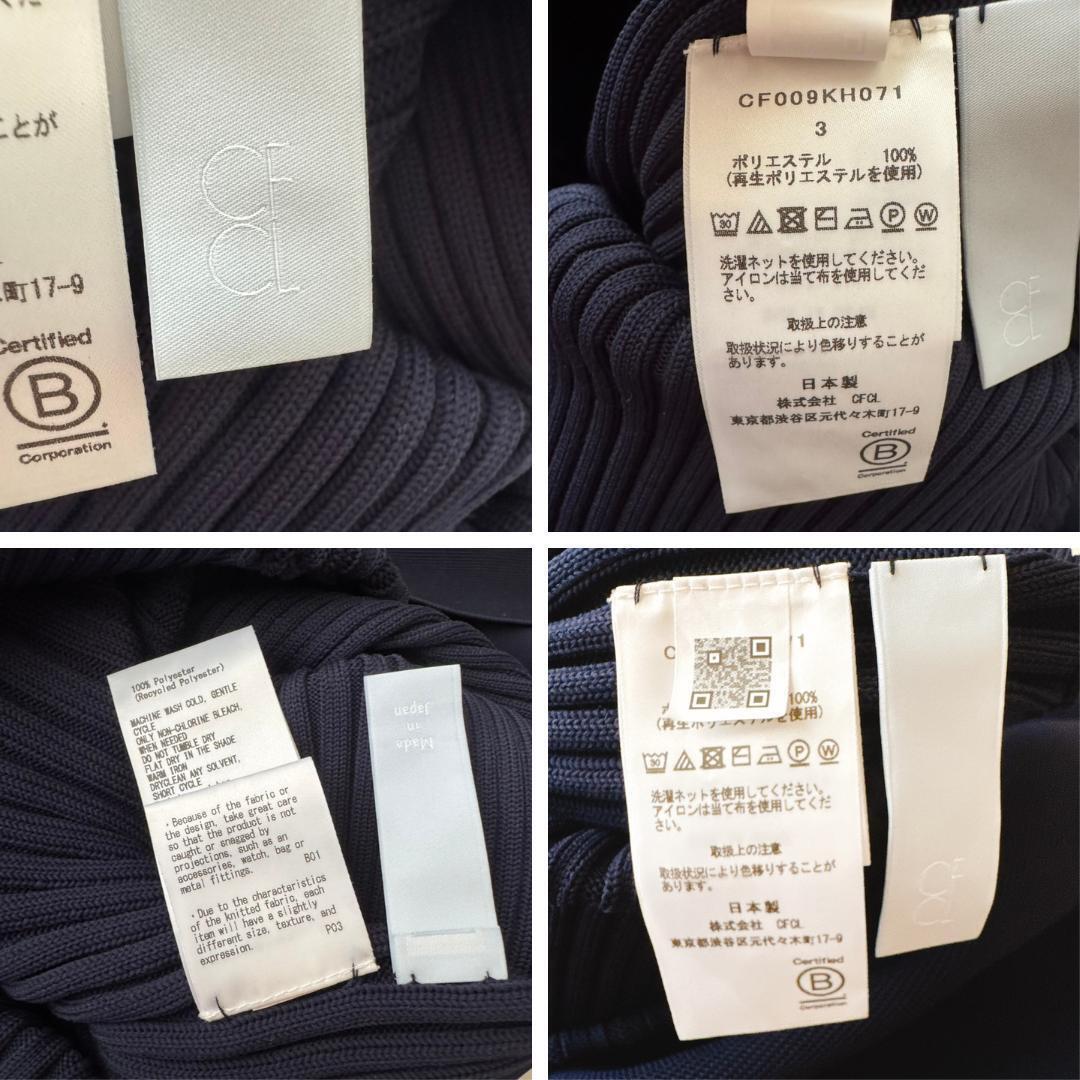 ことが
町17-9
Certified
B
Corporation
CF
CL
CF009KH071
3
ポリエステル 100%
(再生ポリエステルを使用)
30
P
W
洗濯ネットを使用してください。
アイロンは当て布を使用してくだ
さい。
取扱上の注意
取扱状況により色移りすることが
あります。
日本製
株式会社 CFCL
東京都渋谷区元代々木町17-9
Certified
B
Corporation
CF
CL
100% Polyester
(Recycled Polyester)
MACHINE WASH COLD, GENTLE
CYCLE
ONLY NON-CHLORINE BLEACH,
WHEN NEEDED
DO NOT TUMBLE DRY
FLAT DRY IN THE SHADE
WARM IRON
DRYCLEAN ANY SOLVENT,
SHORT CYCLE
・Because of the fabric or
the design, take great care
so that the product is not
caught or snagged by
projections, such as an
accessories, watch, bag or
metal fittings. B01
・Due to the characteristics
of the knitted fabric, each
item will have a slightly
different size, texture, and
expression. P03
Made
in
Japan
C
71
100%
(再生ポリエステルを使用)
30
P
W
洗濯ネットを使用してください。
アイロンは当て布を使用してくだ
さい。
取扱上の注意
取扱状況により色移りすることが
あります。
日本製
株式会社 CFCL
東京都渋谷区元代々木町17-9
Certified
B
Corporation
CF
CL